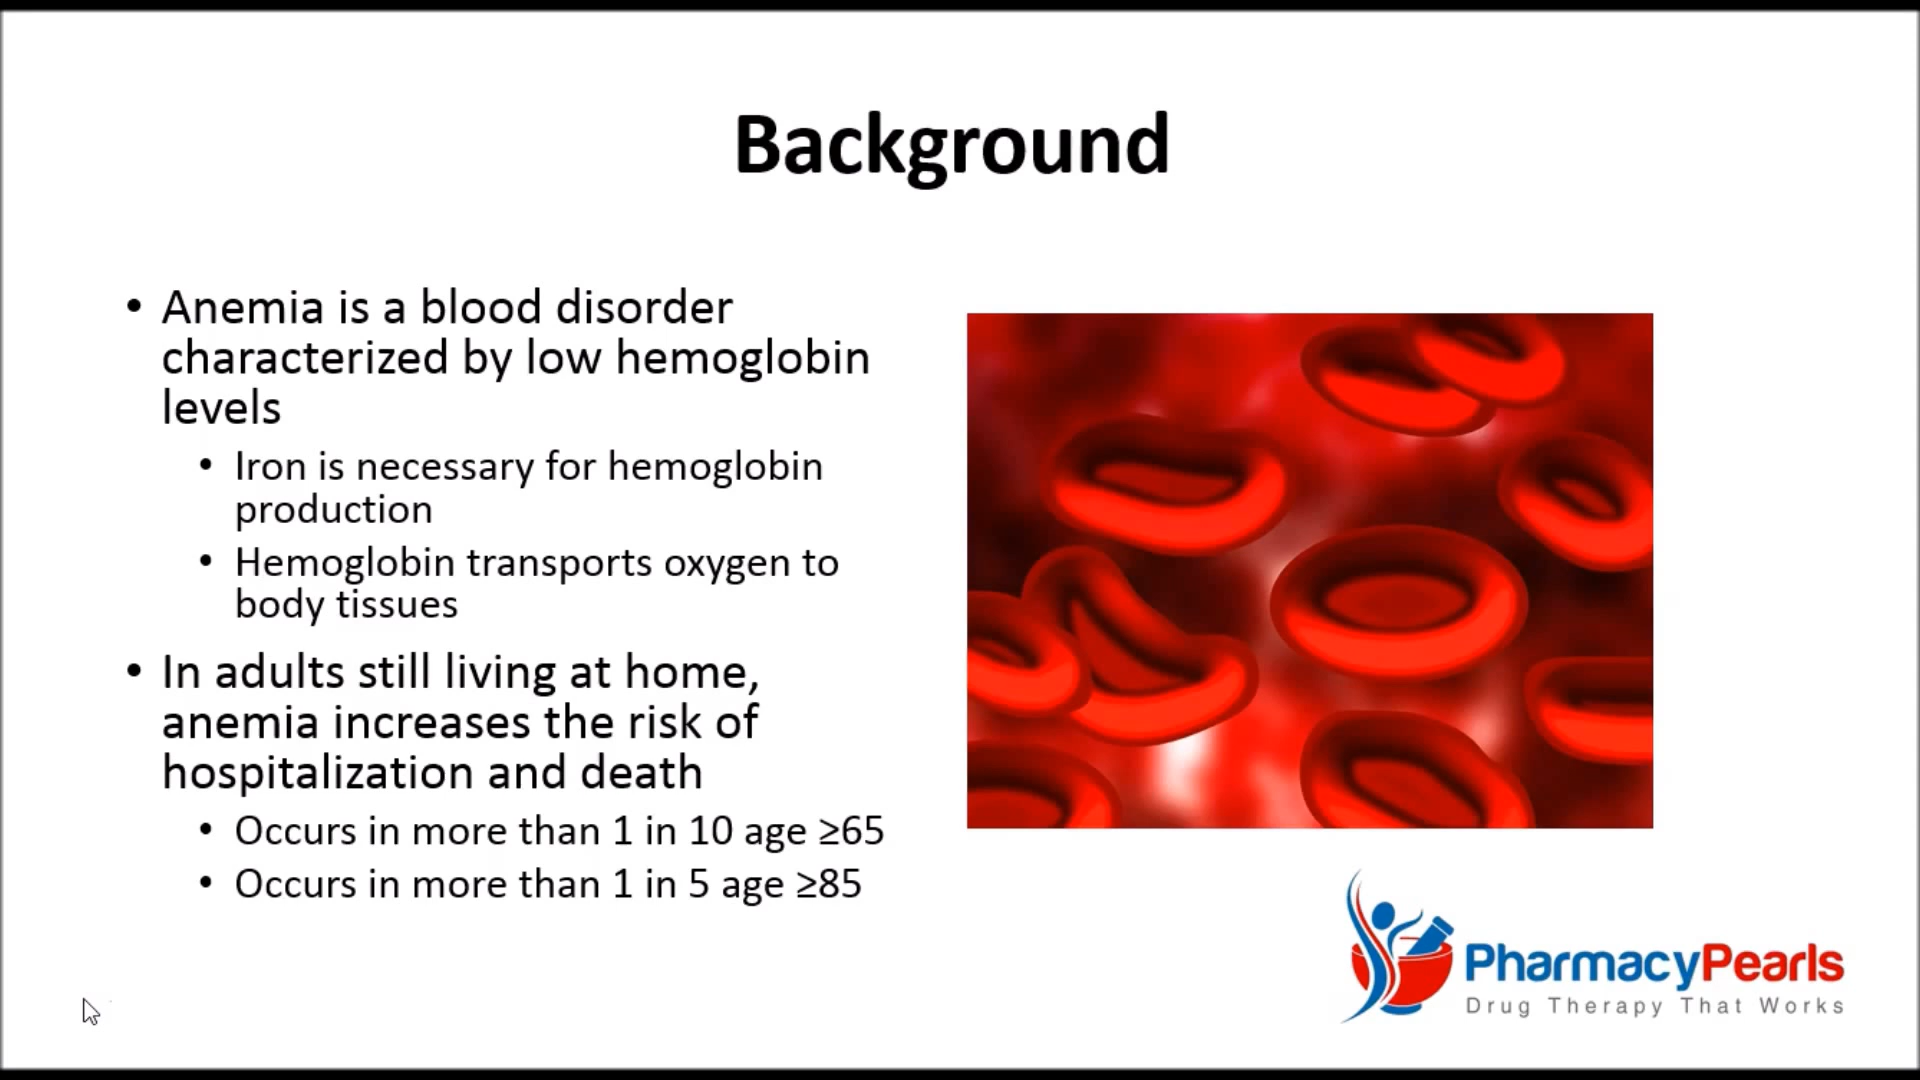 Background
• Anemia is a blood disorder
characterized by low hemoglobin
levels
• Iron is necessary for hemoglobin
production
• Hemoglobin transports oxygen to
body tissues
• In adults still living at home,
anemia increases the risk of
hospitalization and death
• Occurs in more than 1 in 10 age ≥65
• Occurs in more than 1 in 5 age ≥85
PharmacyPearls
Drug Therapy That Works